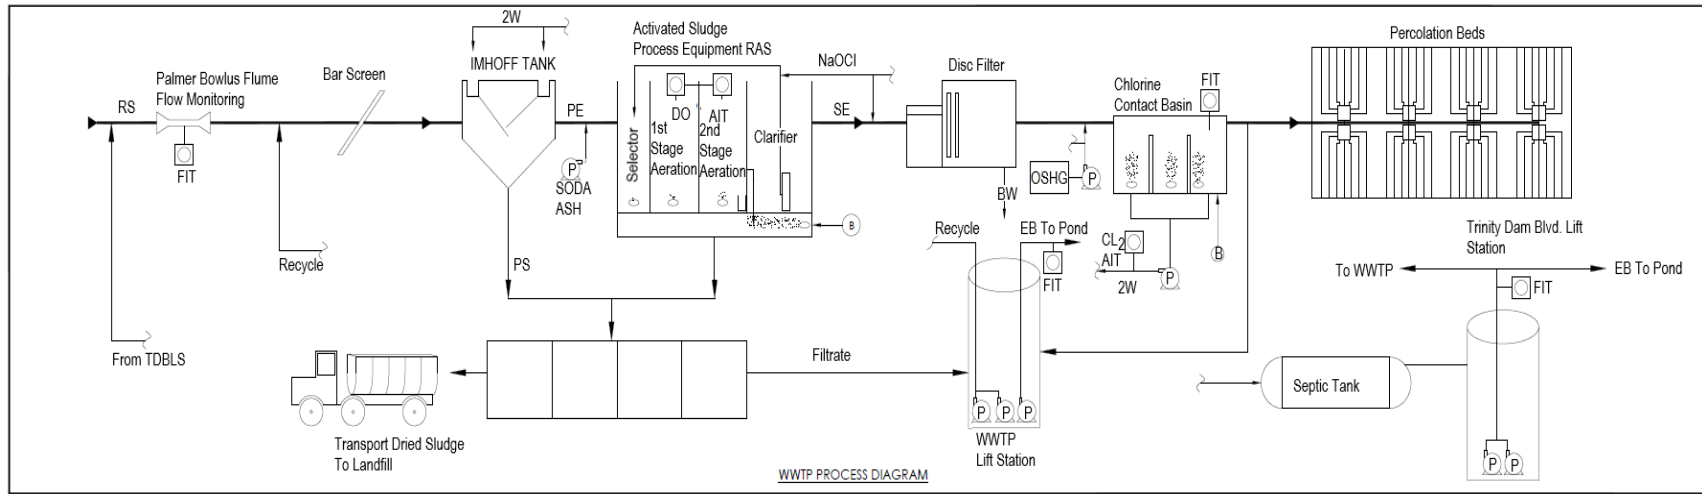 2W
Activated Sludge
Process Equipment RAS
NaOCl
Disc Filter
Percolation Beds
IMHOFF TANK
Palmer Bowlus Flume
Flow Monitoring
Bar Screen
Chlorine
Contact Basin
FIT
RS
PE
SE
DO
AIT
Selector
1st
Stage
Aeration
2nd
Stage
Aeration
Clarifier
FIT
P
SODA
ASH
OSHG
P
BW
B
Recycle
EB To Pond
CL2
AIT
B
Trinity Dam Blvd. Lift
Station
Recycle
PS
FIT
2W
P
To WWTP
EB To Pond
FIT
From TDBLS
Filtrate
Septic Tank
P
P
P
Transport Dried Sludge
To Landfill
WWTP
Lift Station
P
P
WWTP PROCESS DIAGRAM